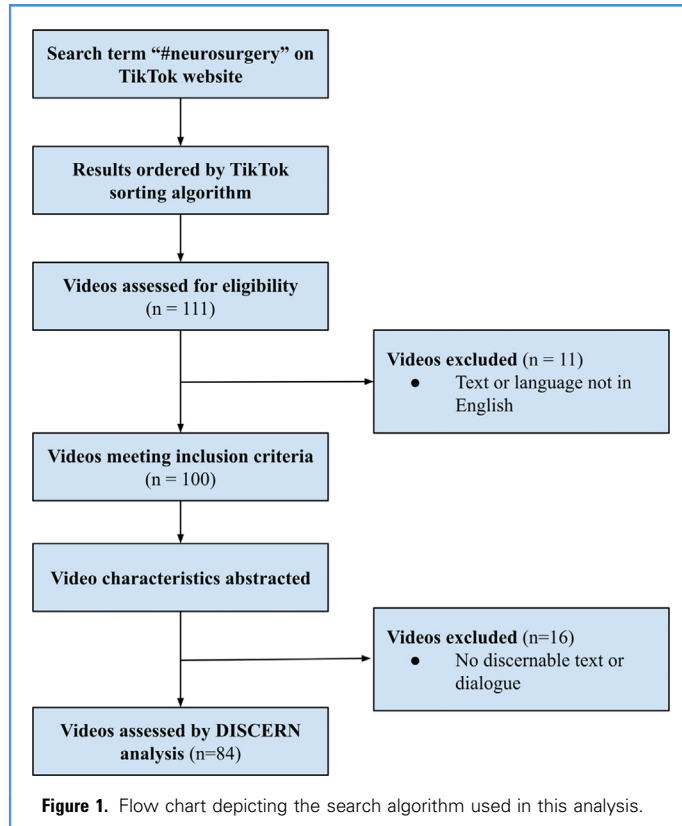 Search term “#neurosurgery” on
TikTok website
Results ordered by TikTok
sorting algorithm
Videos assessed for eligibility
(n = 111)
Videos excluded (n = 11)
● Text or language not in
English
Videos meeting inclusion criteria
(n = 100)
Video characteristics abstracted
Videos excluded (n=16)
● No discernable text or
dialogue
Videos assessed by DISCERN
analysis (n=84)
Figure 1. Flow chart depicting the search algorithm used in this analysis.